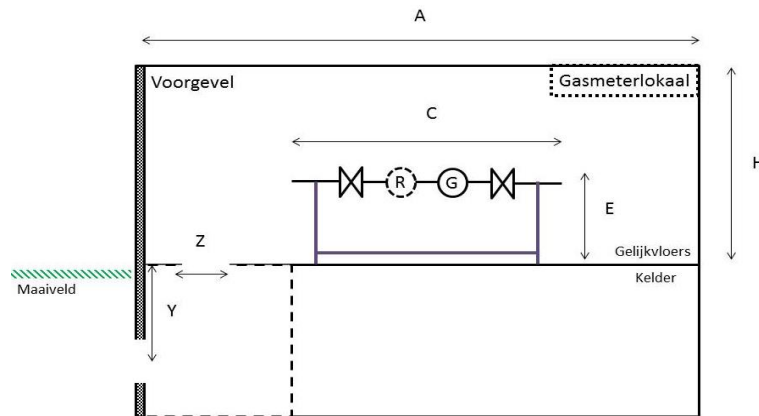 A
Voorgevel
Gasmeterlokaal
C
H
R
G
E
Z
Gelijkvloers
Kelder
Maaiveld
Y